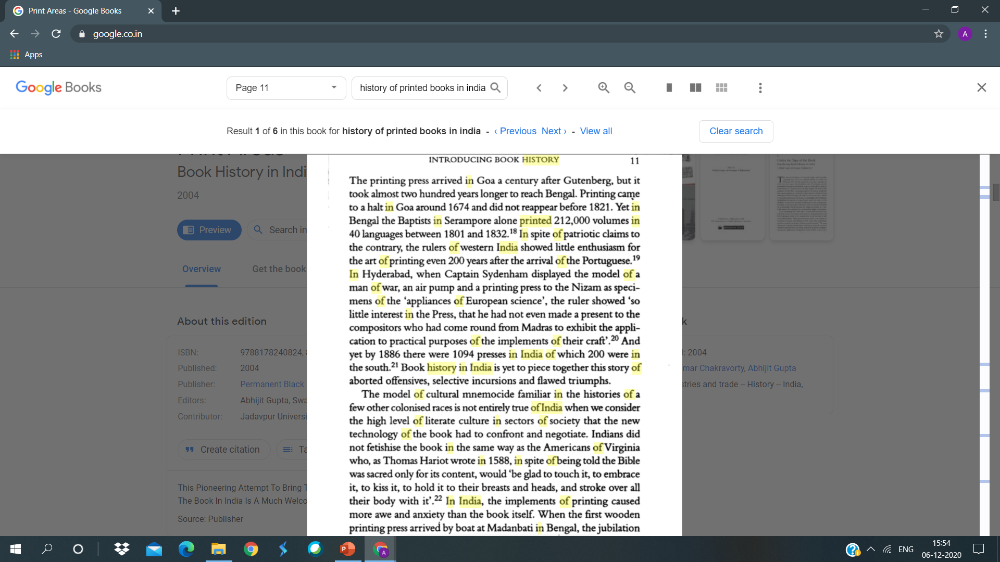 Print Areas - Google Books
google.co.in
A
Apps
Google Books
Page 11
history of printed books in india
Result 1 of 6 in this book for history of printed books in india - ‹ Previous Next › - View all
Clear search
Book History in Indi
2004
Preview
Search in
Overview
Get the book
About this edition
ISBN: 9788178240824,
Published: 2004
Publisher: Permanent Black
Editors: Abhijit Gupta, Swa
Contributor: Jadavpur Universi
Create citation
Ta
This Pioneering Attempt To Bring T
The Book In India Is A Much Welco
Source: Publisher
INTRODUCING BOOK HISTORY 11
The printing press arrived in Goa a century after Gutenberg, but it
took almost two hundred years longer to reach Bengal. Printing came
to a halt in Goa around 1674 and did not reappear before 1821. Yet in
Bengal the Baptists in Serampore alone printed 212,000 volumes in
40 languages between 1801 and 1832.18 In spite of patriotic claims to
the contrary, the rulers of western India showed little enthusiasm for
the art of printing even 200 years after the arrival of the Portuguese.19
In Hyderabad, when Captain Sydenham displayed the model of a
man of war, an air pump and a printing press to the Nizam as speci-
mens of the ‘appliances of European science’, the ruler showed ‘so
little interest in the Press, that he had not even made a present to the
compositors who had come round from Madras to exhibit the appli-
cation to practical purposes of the implements of their craft’.20 And
yet by 1886 there were 1094 presses in India of which 200 were in
the south.21 Book history in India is yet to piece together this story of
aborted offensives, selective incursions and flawed triumphs.
The model of cultural mnemocide familiar in the histories of a
few other colonised races is not entirely true of India when we consider
the high level of literate culture in sectors of society that the new
technology of the book had to confront and negotiate. Indians did
not fetishise the book in the same way as the Americans of Virginia
who, as Thomas Hariot wrote in 1588, in spite of being told the Bible
was sacred only for its content, would ‘be glad to touch it, to embrace
it, to kiss it, to hold it to their breasts and heads, and stroke over all
their body with it’.22 In India, the implements of printing caused
more awe and anxiety than the book itself. When the first wooden
printing press arrived by boat at Madanbati in Bengal, the jubilation
k
: 2004
mar Chakravorty, Abhijit Gupta
stries and trade -- History -- India,
ENG
15:54
06-12-2020